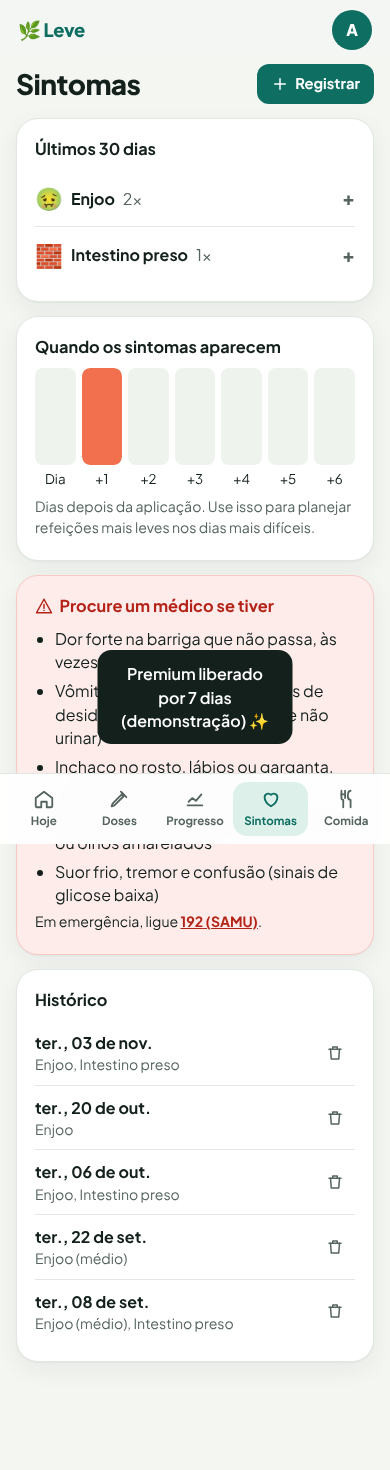 Leve
A
Sintomas
+ Registrar
Últimos 30 dias
Enjoo 2×
+
Intestino preso 1×
+
Quando os sintomas aparecem
Dia +1 +2 +3 +4 +5 +6
Dias depois da aplicação. Use isso para planejar
refeições mais leves nos dias mais difíceis.
Procure um médico se tiver
Dor forte na barriga que não passa, às
vezes
Premium liberado
por 7 dias
(demonstração) ✨
s de
desid
e não
urinar)
Inchaço no rosto, lábios ou garganta,
Hoje Doses Progresso Sintomas Comida
ou olhos amarelados
Suor frio, tremor e confusão (sinais de
glicose baixa)
Em emergência, ligue 192 (SAMU).
Histórico
ter., 03 de nov.
Enjoo, Intestino preso
ter., 20 de out.
Enjoo
ter., 06 de out.
Enjoo, Intestino preso
ter., 22 de set.
Enjoo (médio)
ter., 08 de set.
Enjoo (médio), Intestino preso